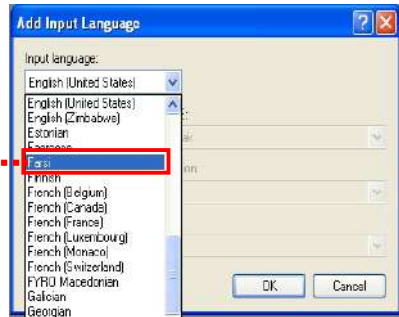 Add Input Language
Input language:
English (United States)
English (United States)
English (Zimbabwe)
Estonian
Faeroese
Farsi
Finnish
French (Belgium)
French (Canada)
French (France)
French (Luxembourg)
French (Monaco)
French (Switzerland)
FYRO Macedonian
Galician
Georgian
OK
Cancel